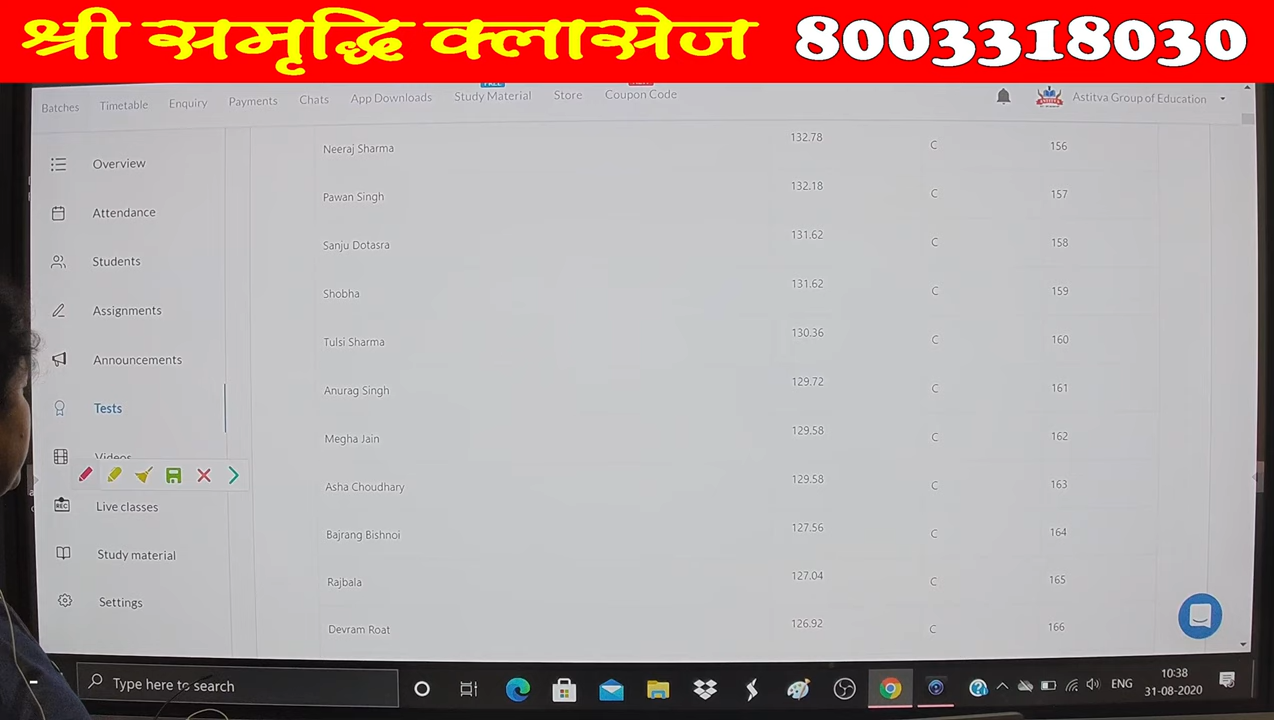 श्री समृद्धि क्लासेज 8003318030
Batches Timetable Enquiry Payments Chats App Downloads Study Material Store Coupon Code Astitva Group of Education
Overview
Attendance
Students
Assignments
Announcements
Tests
Videos
Live classes
Study material
Settings
Neeraj Sharma 132.78 C 156
Pawan Singh 132.18 C 157
Sanju Dotasra 131.62 C 158
Shobha 131.62 C 159
Tulsi Sharma 130.36 C 160
Anurag Singh 129.72 C 161
Megha Jain 129.58 C 162
Asha Choudhary 129.58 C 163
Bajrang Bishnoi 127.56 C 164
Rajbala 127.04 C 165
Devram Roat 126.92 C 166
REC
Type here to search
ENG
10:38
31-08-2020